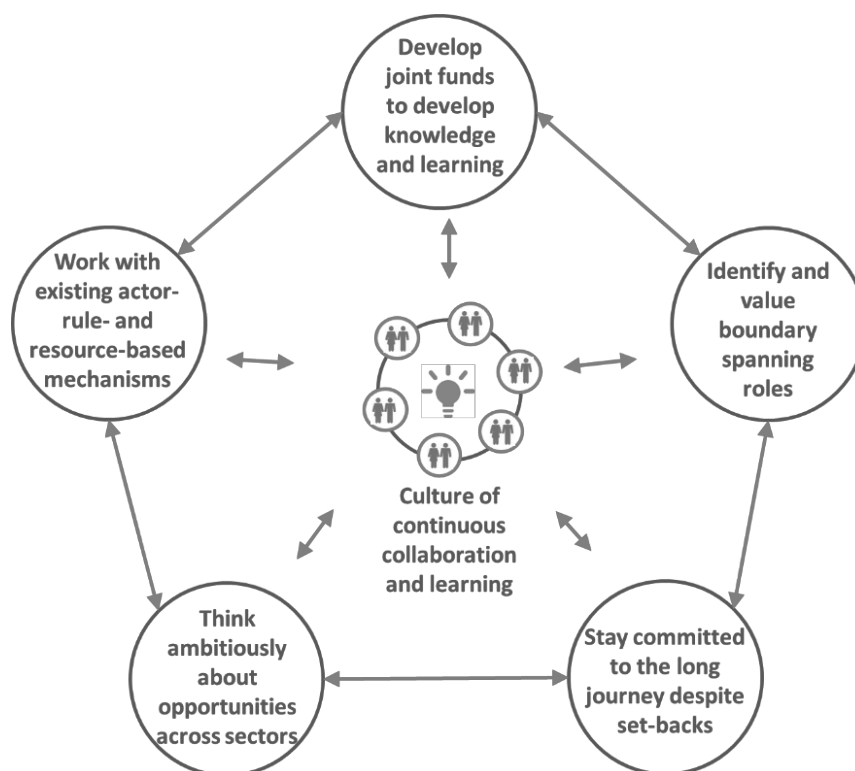 Develop
joint funds
to develop
knowledge
and learning
Work with
existing actor-
rule- and
resource-based
mechanisms
Identify and
value
boundary
spanning
roles
Culture of
continuous
collaboration
and learning
Think
ambitiously
about
opportunities
across sectors
Stay committed
to the long
journey despite
set-backs